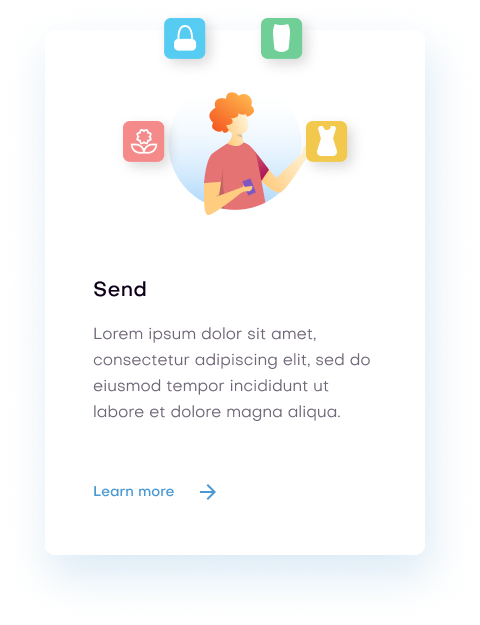 Send
Lorem ipsum dolor sit amet,
consectetur adipiscing elit, sed do
eiusmod tempor incididunt ut
labore et dolore magna aliqua.
Learn more